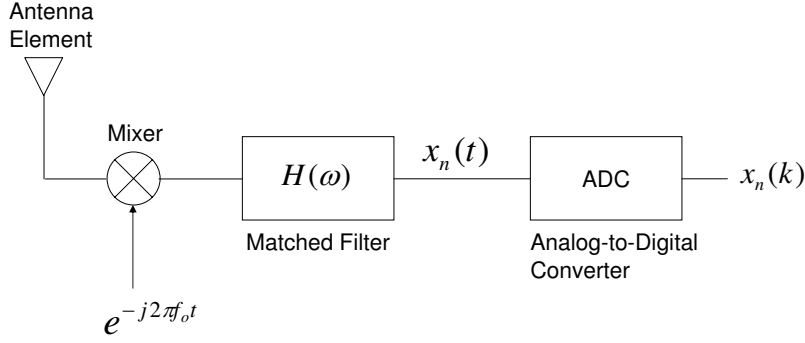 Antenna
Element
Mixer
H(ω)
x_n(t)
ADC
x_n(k)
Matched Filter
Analog-to-Digital
Converter
e^{-j2πf_o t}